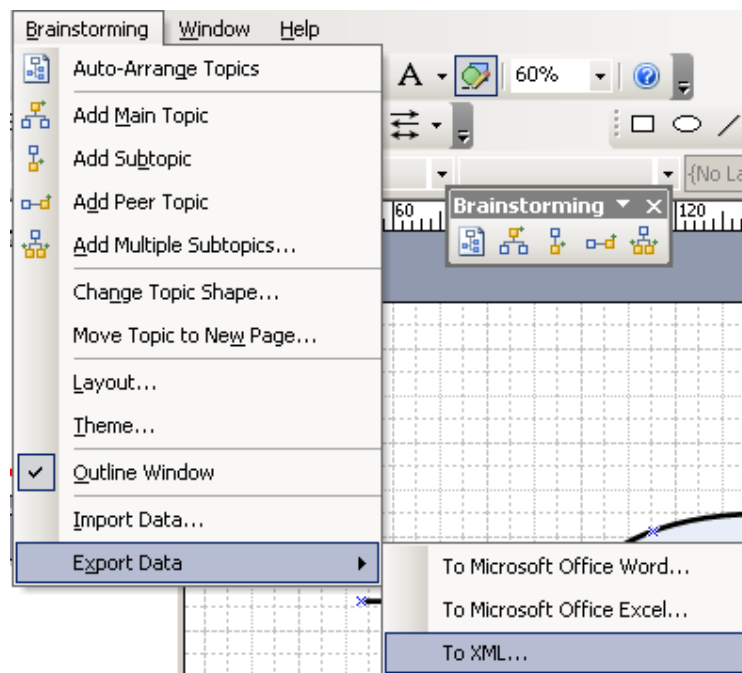 Brainstorming Window Help
Auto-Arrange Topics
A 60%
Add Main Topic
Add Subtopic
{No La
Add Peer Topic
60 Brainstorming 120
Add Multiple Subtopics...
Change Topic Shape...
Move Topic to New Page...
Layout...
Theme...
Outline Window
Import Data...
Export Data
To Microsoft Office Word...
To Microsoft Office Excel...
To XML...